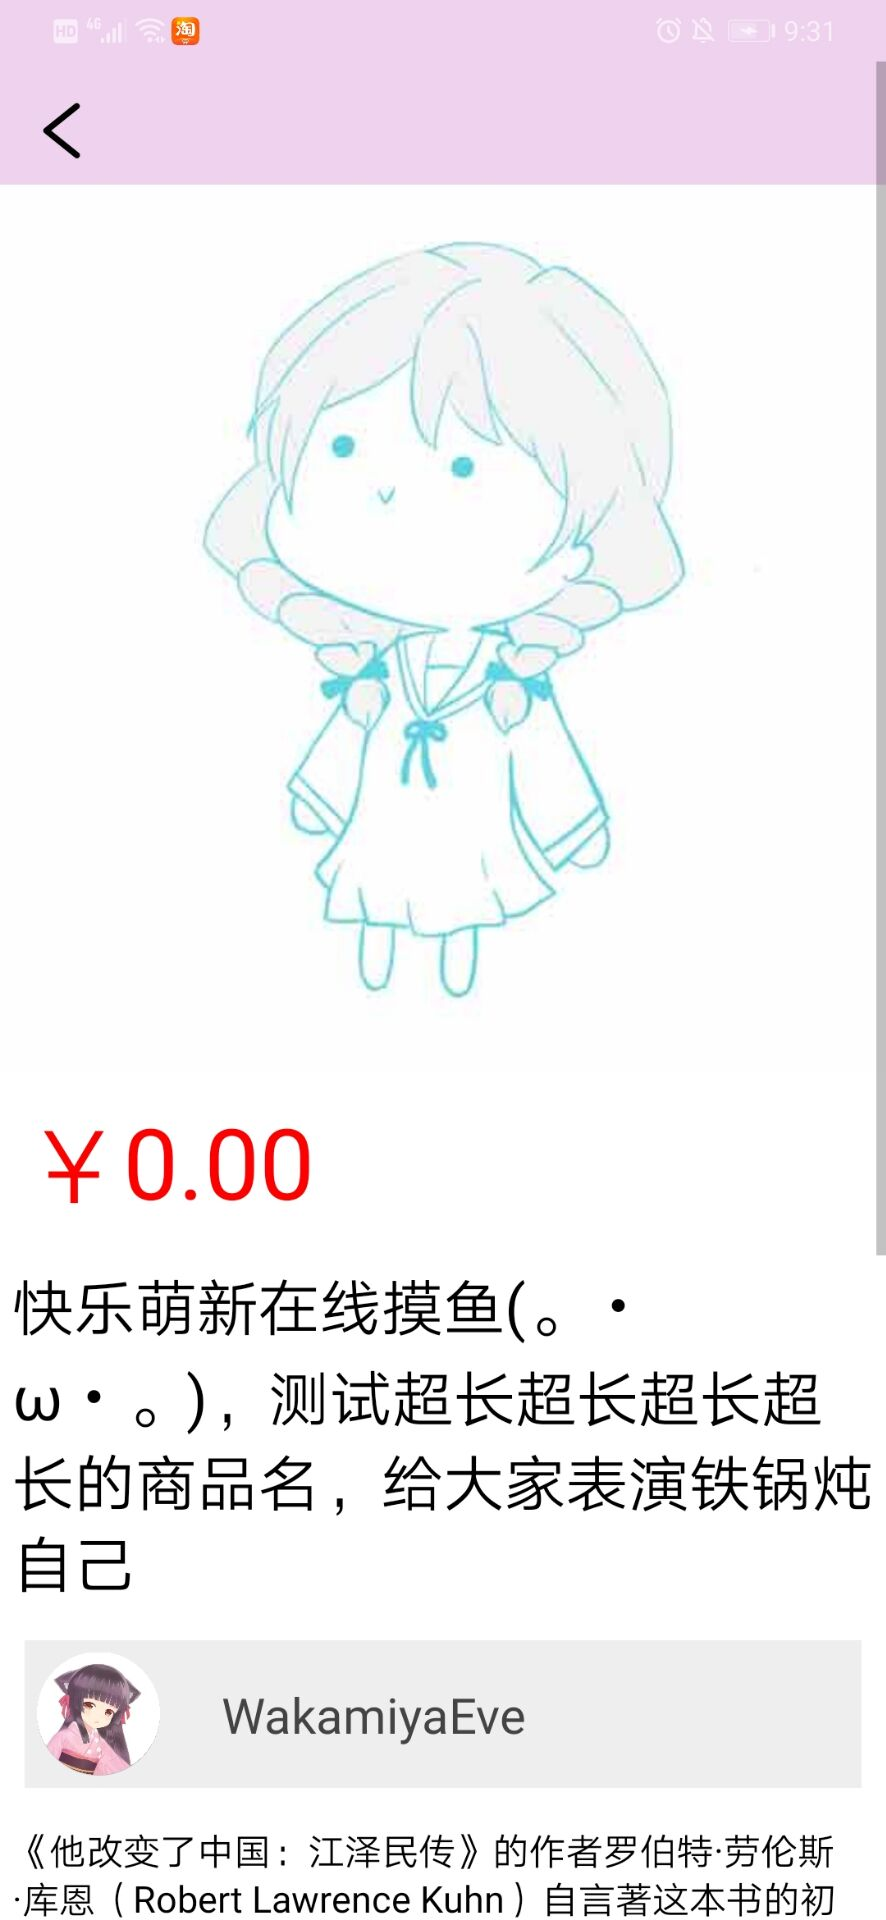 HD 4G 淘 9:31
￥0.00
快乐萌新在线摸鱼(。・
ω・。)，测试超长超长超长超
长的商品名，给大家表演铁锅炖
自己
WakamiyaEve
《他改变了中国：江泽民传》的作者罗伯特·劳伦斯
·库恩（Robert Lawrence Kuhn）自言著这本书的初